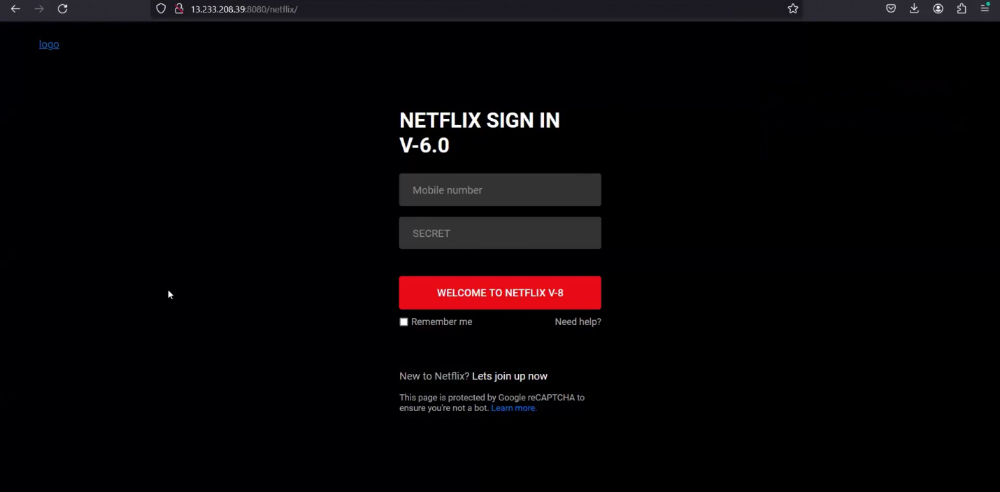 13.233.208.39:8080/netflix/
logo
NETFLIX SIGN IN
V-6.0
Mobile number
SECRET
WELCOME TO NETFLIX V-8
Remember me
Need help?
New to Netflix? Lets join up now
This page is protected by Google reCAPTCHA to
ensure you're not a bot. Learn more.